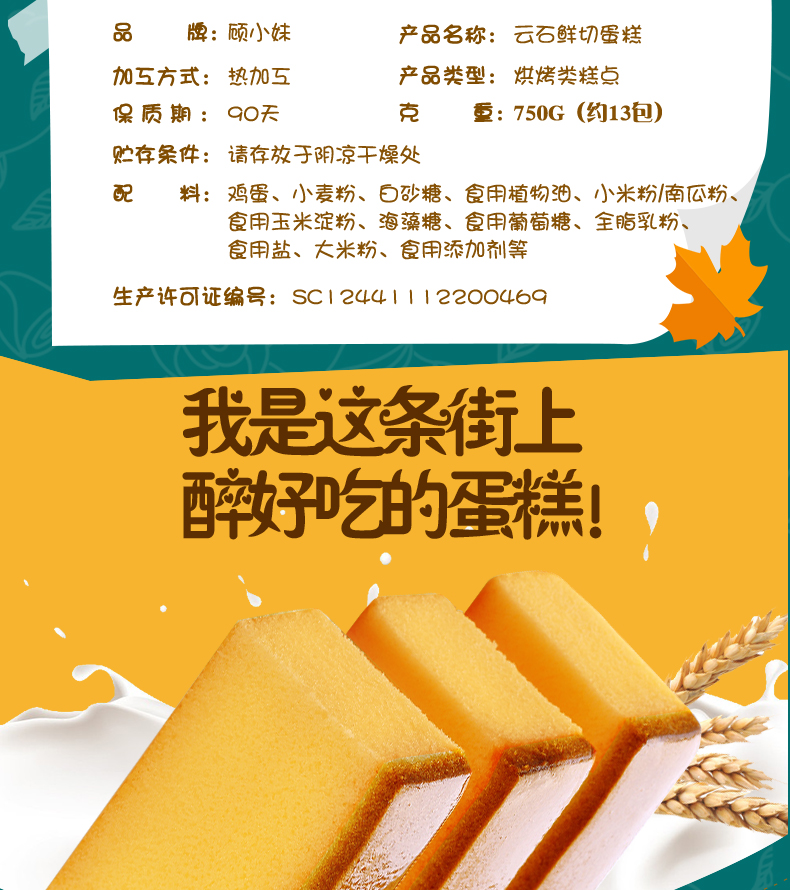 品 牌：顾小妹 产品名称：云石鲜切蛋糕
加互方式：热加互 产品类型：烘烤类糕点
保质期：90天 克 重：750G（约13包）
贮存条件：请存放于阴凉干燥处
配 料：鸡蛋、小麦粉、白砂糖、食用植物油、小米粉/南瓜粉、
食用玉米淀粉、海藻糖、食用葡萄糖、全脂乳粉、
食用盐、大米粉、食用添加剂等
生产许可证编号：SC12441112200469
我是这条街上
醉好吃的蛋糕！